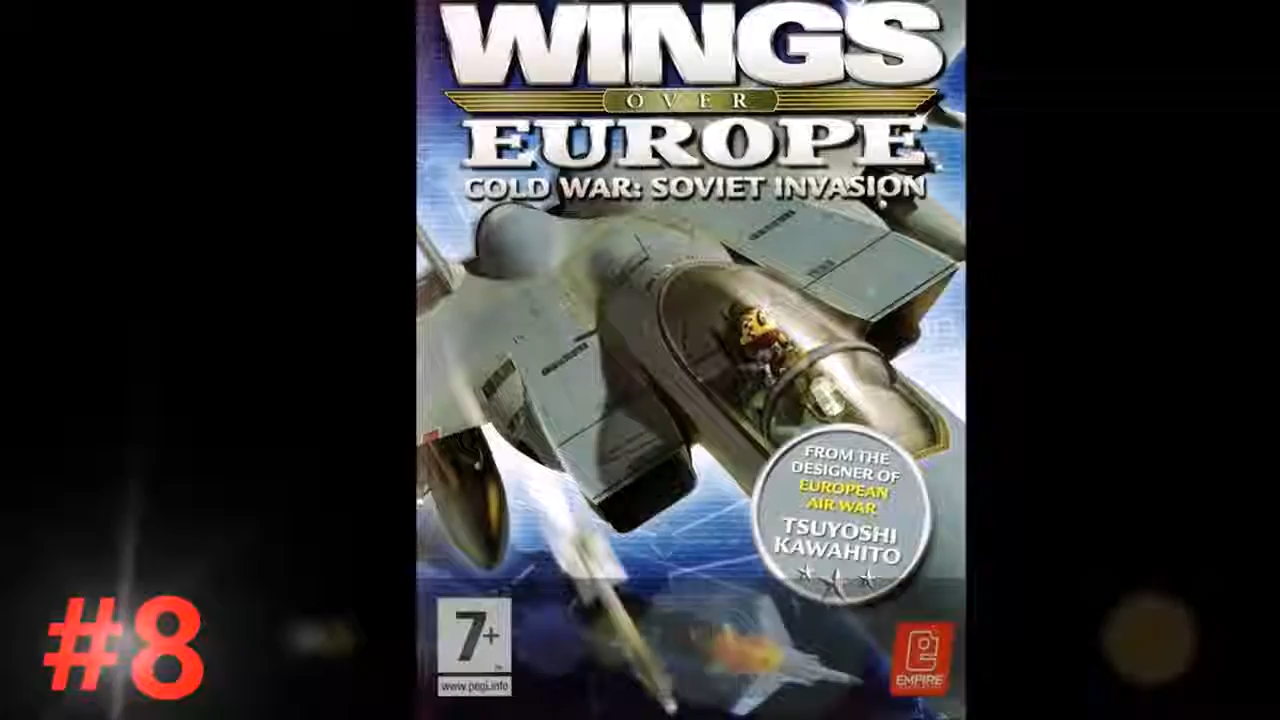 WINGS
OVER
EUROPE
COLD WAR: SOVIET INVASION
FROM THE
DESIGNER OF
EUROPEAN
AIR WAR
TSUYOSHI
KAWAHITO
#8
7+
www.pegi.info
EMPIRE